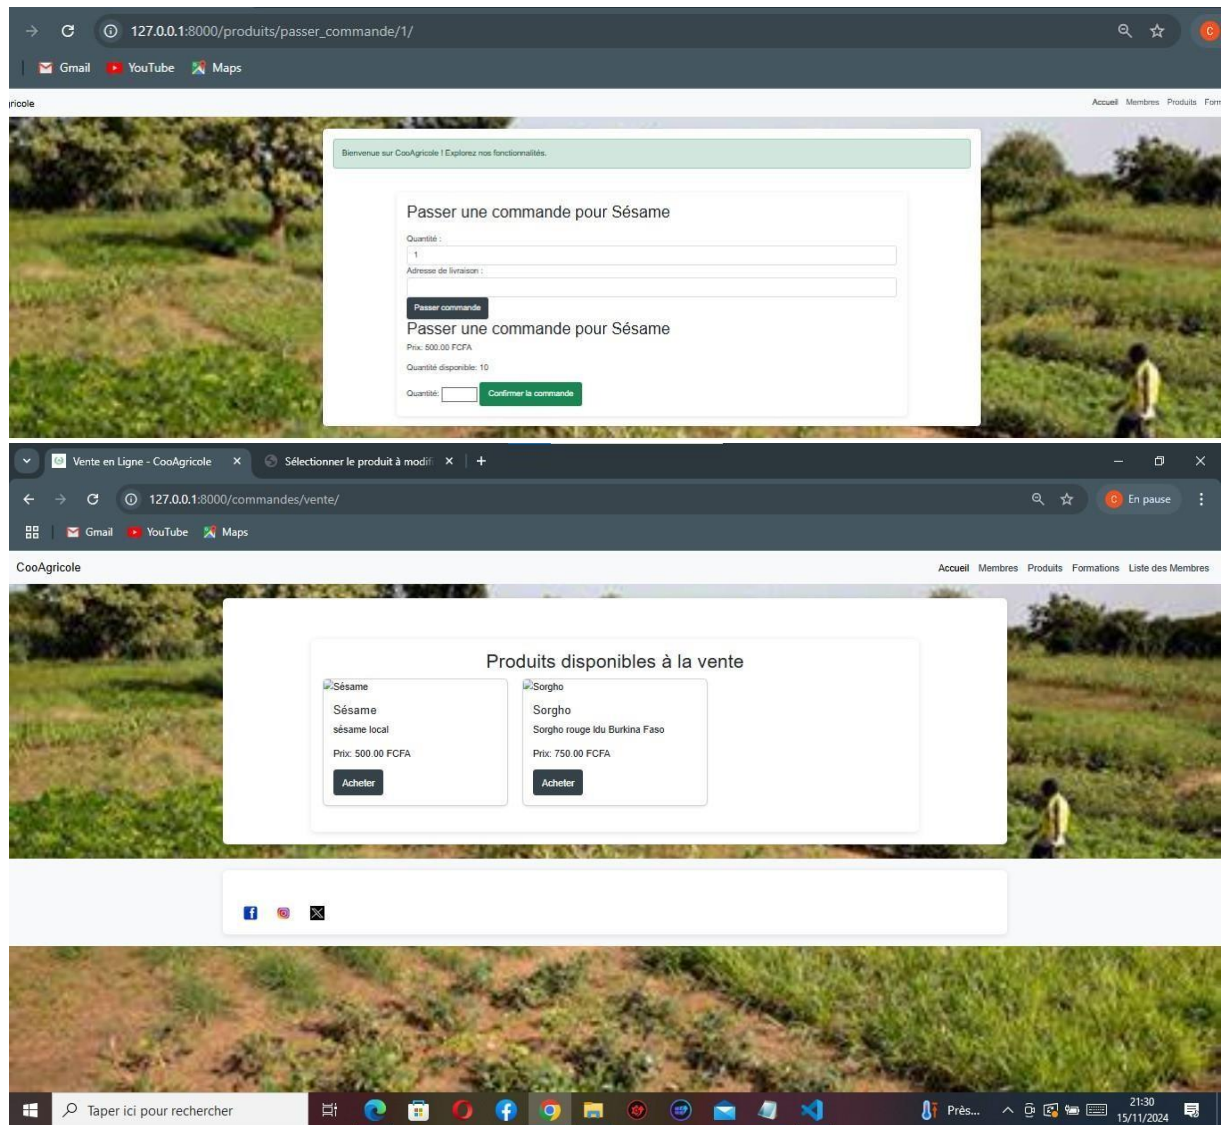 127.0.0.1:8000/produits/passer_commande/1/
C
Gmail YouTube Maps
gricole Accueil Membres Produits Form
Bienvenue sur CooAgricole ! Explorez nos fonctionnalités.
Passer une commande pour Sésame
Quantité :
1
Adresse de livraison :
Passer commande
Passer une commande pour Sésame
Prix: 500.00 FCFA
Quantité disponible: 10
Quantité: Confirmer la commande
Vente en Ligne - CooAgricole Sélectionner le produit à modifi
127.0.0.1:8000/commandes/vente/ C En pause
Gmail YouTube Maps
CooAgricole Accueil Membres Produits Formations Liste des Membres
Produits disponibles à la vente
Sésame Sorgho
Sésame Sorgho
sésame local Sorgho rouge ldu Burkina Faso
Prix: 500.00 FCFA Prix: 750.00 FCFA
Acheter Acheter
Taper ici pour rechercher Près... 21:30
15/11/2024